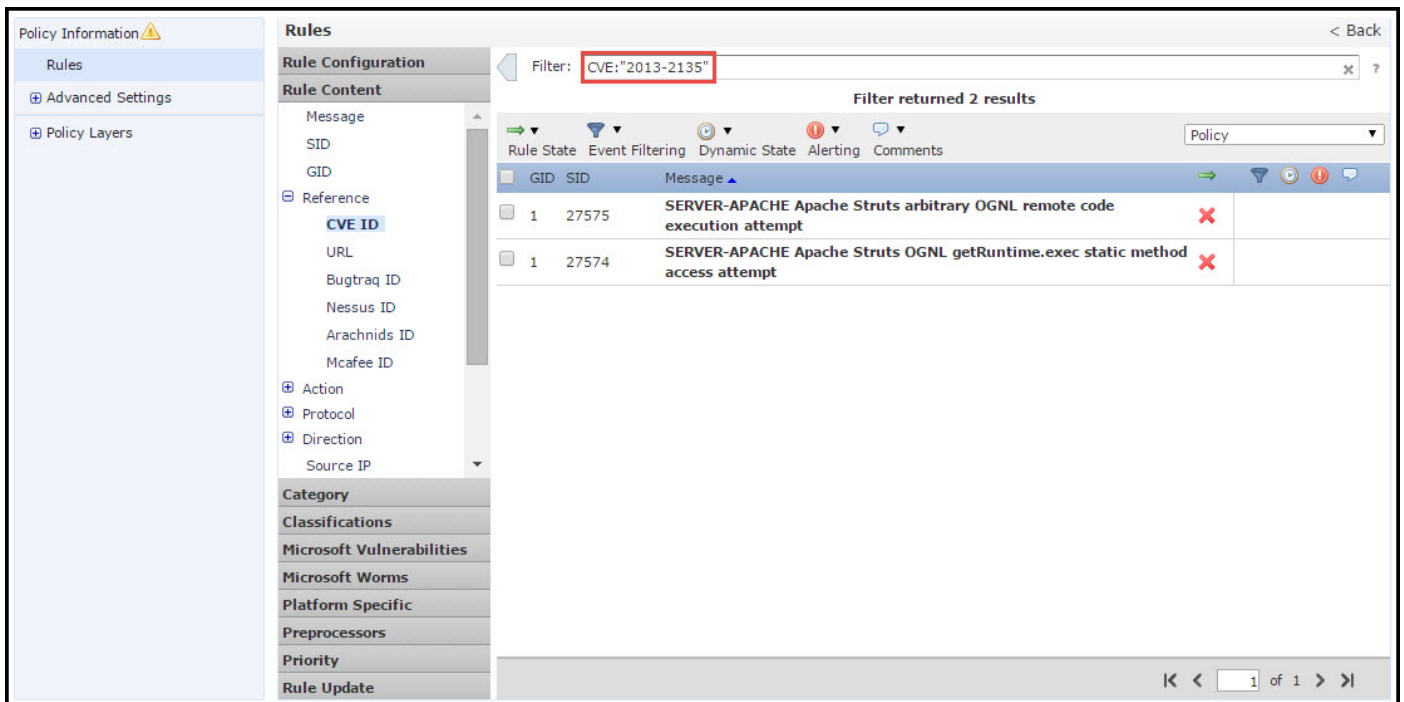 Policy Information
Rules
Advanced Settings
Policy Layers
Rules
< Back
Rule Configuration
Rule Content
Message
SID
GID
Reference
CVE ID
URL
Bugtraq ID
Nessus ID
Arachnids ID
Mcafee ID
Action
Protocol
Direction
Source IP
Category
Classifications
Microsoft Vulnerabilities
Microsoft Worms
Platform Specific
Preprocessors
Priority
Rule Update
Filter: CVE:"2013-2135" ?
Filter returned 2 results
Rule State Event Filtering Dynamic State Alerting Comments
Policy
GID SID Message
1 27575 SERVER-APACHE Apache Struts arbitrary OGNL remote code
execution attempt
1 27574 SERVER-APACHE Apache Struts OGNL getRuntime.exec static method
access attempt
1 of 1